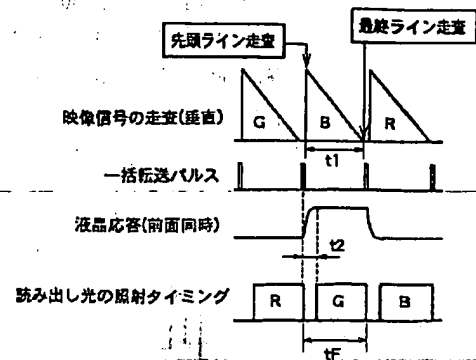 最終ライン走査
先頭ライン走査
映像信号の走査(垂直)
G
B
R
t1
一括転送パルス
液晶応答(前面同時)
t2
読み出し光の照射タイミング
R
G
B
tF